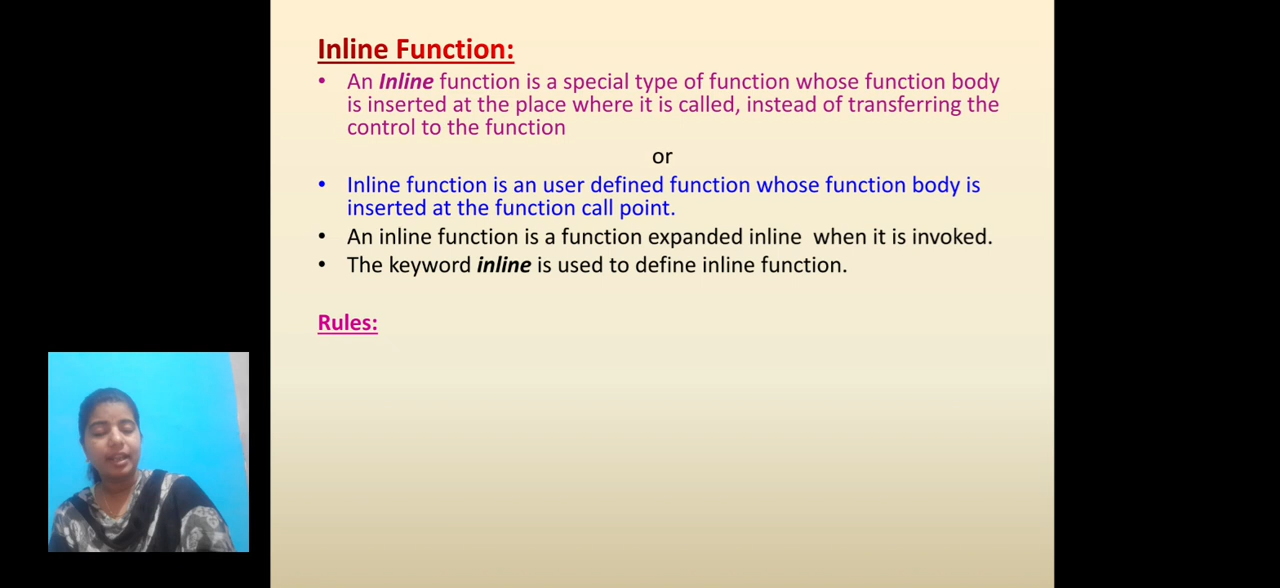 Inline Function:
• An Inline function is a special type of function whose function body
is inserted at the place where it is called, instead of transferring the
control to the function
or
• Inline function is an user defined function whose function body is
inserted at the function call point.
• An inline function is a function expanded inline  when it is invoked.
• The keyword inline is used to define inline function.
Rules: